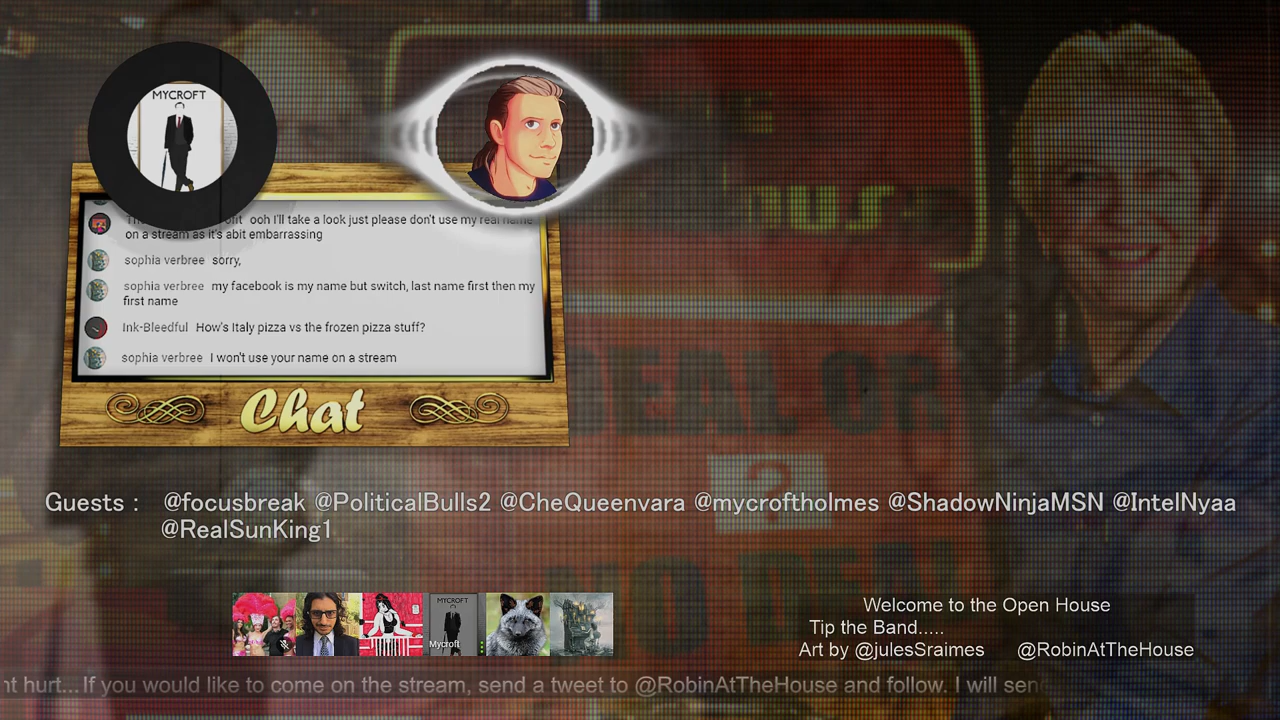 MYCROFT
ooh I'll take a look just please don't use my real name
on a stream as it's abit embarrassing
sophia verbree sorry,
sophia verbree my facebook is my name but switch, last name first then my
first name
Ink-Bleedful How's Italy pizza vs the frozen pizza stuff?
sophia verbree I won't use your name on a stream
Chat
DEAL OR
?
NO DEAL
Guests : @focusbreak @PoliticalBulls2 @CheQueenvara @mycroftholmes @ShadowNinjaMSN @IntelNyaa
@RealSunKing1
MYCROFT
Mycroft
Welcome to the Open House
Tip the Band.....
Art by @julesSraimes @RobinAtTheHouse
nt hurt... If you would like to come on the stream, send a tweet to @RobinAtTheHouse and follow. I will sen